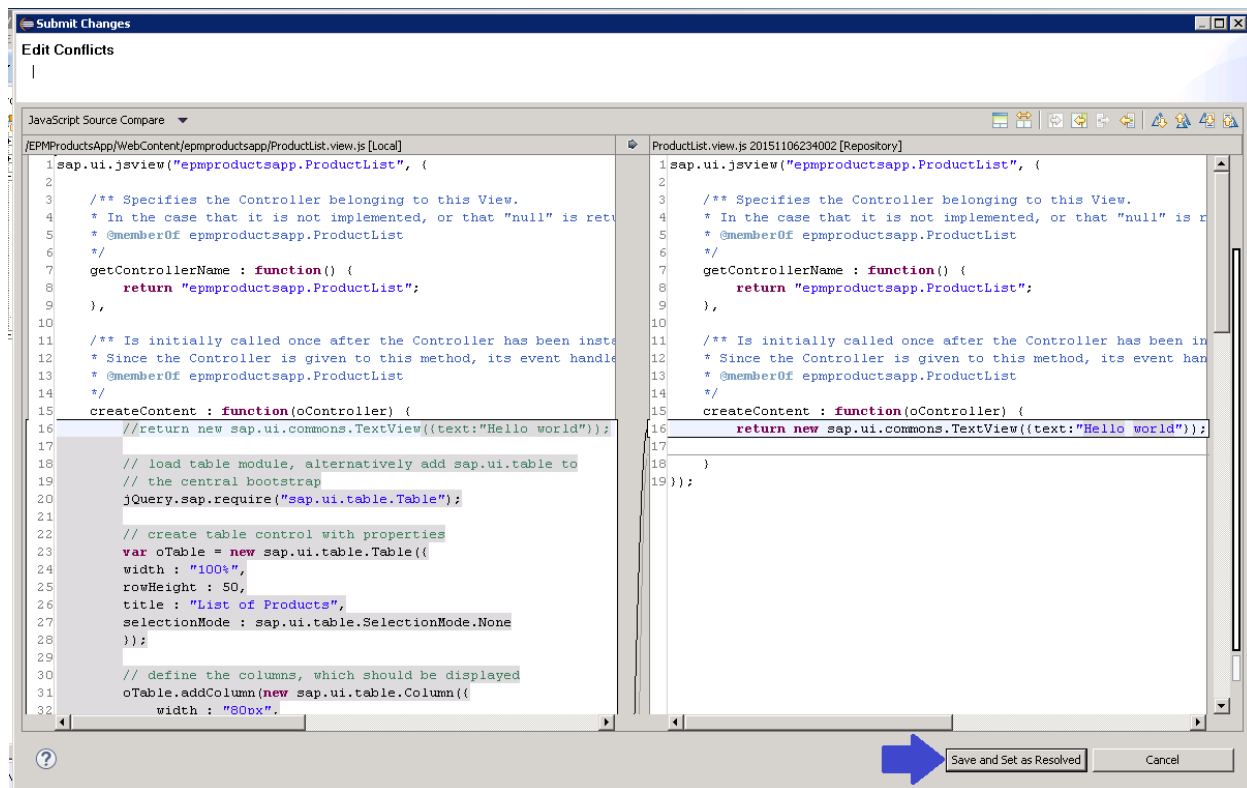 Submit Changes
Edit Conflicts
JavaScript Source Compare
/EPMProductsApp/WebContent/epmproductsapp/ProductList.view.js [Local]
1 sap.ui.jsview("epmproductsapp.ProductList", {
2
3 /** Specifies the Controller belonging to this View.
4 * In the case that it is not implemented, or that "null" is retu
5 * @memberOf epmproductsapp.ProductList
6 */
7 getControllerName : function() {
8 return "epmproductsapp.ProductList";
9 },
10
11 /** Is initially called once after the Controller has been inst
12 * Since the Controller is given to this method, its event handle
13 * @memberOf epmproductsapp.ProductList
14 */
15 createContent : function(oController) {
16 //return new sap.ui.commons.TextView({text:"Hello world"});
17
18 // load table module, alternatively add sap.ui.table to
19 // the central bootstrap
20 jQuery.sap.require("sap.ui.table.Table");
21
22 // create table control with properties
23 var oTable = new sap.ui.table.Table({
24 width : "100%",
25 rowHeight : 50,
26 title : "List of Products",
27 selectionMode : sap.ui.table.SelectionMode.None
28 });
29
30 // define the columns, which should be displayed
31 oTable.addColumn(new sap.ui.table.Column({
32 width : "80px",
ProductList.view.js 20151106234002 [Repository]
1 sap.ui.jsview("epmproductsapp.ProductList", {
2
3 /** Specifies the Controller belonging to this View.
4 * In the case that it is not implemented, or that "null" is r
5 * @memberOf epmproductsapp.ProductList
6 */
7 getControllerName : function() {
8 return "epmproductsapp.ProductList";
9 },
10
11 /** Is initially called once after the Controller has been in
12 * Since the Controller is given to this method, its event han
13 * @memberOf epmproductsapp.ProductList
14 */
15 createContent : function(oController) {
16 return new sap.ui.commons.TextView({text:"Hello world"});
17
18 }
19 });
Save and Set as Resolved
Cancel